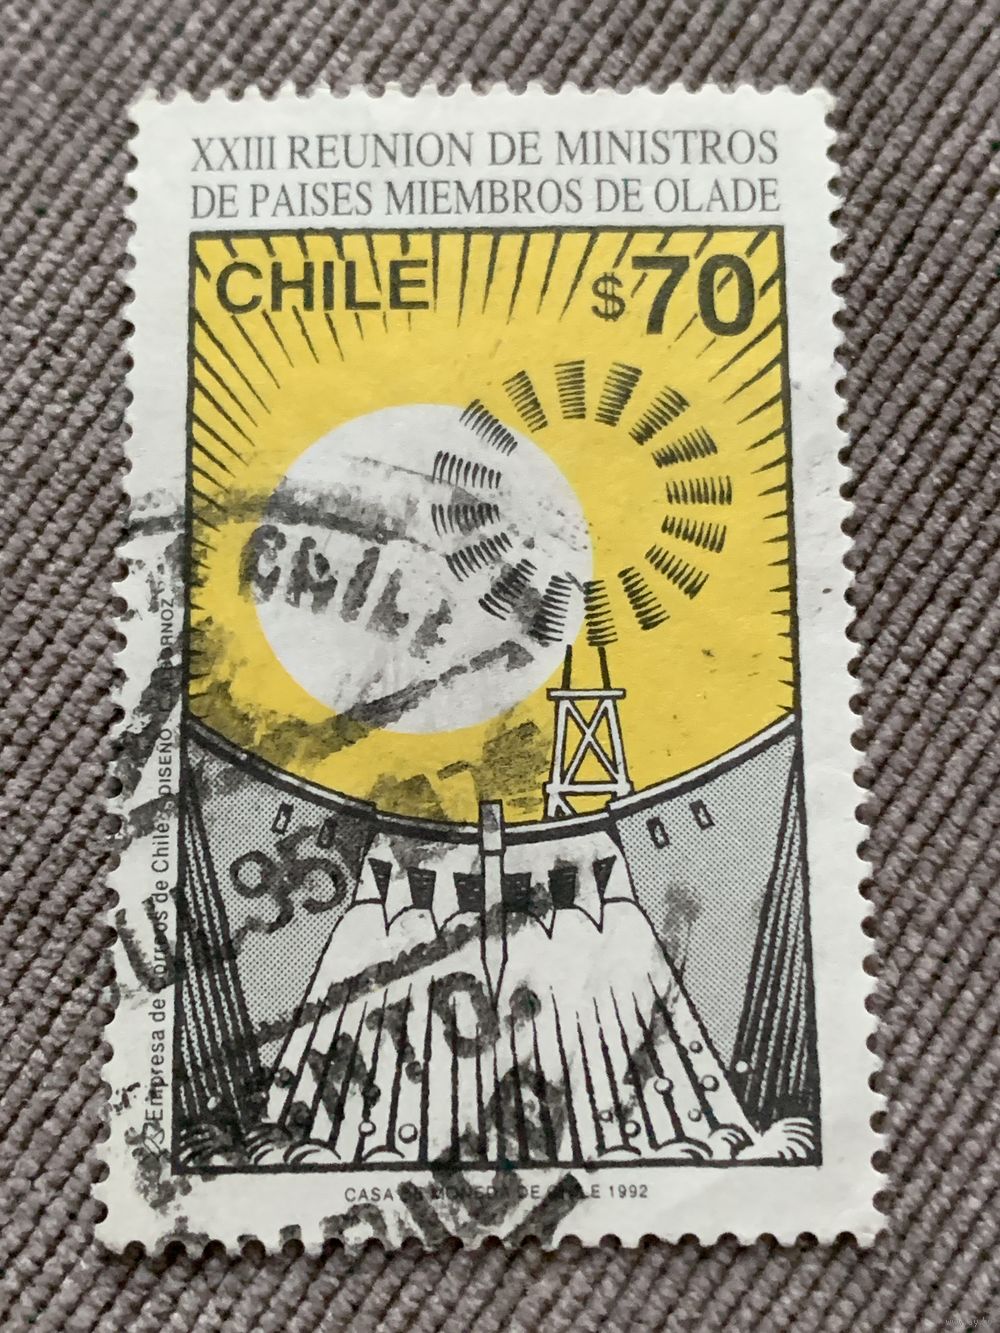 XXIII REUNION DE MINISTROS
DE PAISES MIEMBROS DE OLADE
CHILE
$70
CHILE
95
PTO.
Empresa de Correos de Chile DISEÑO
CASA DE MONEDA DE CHILE 1992